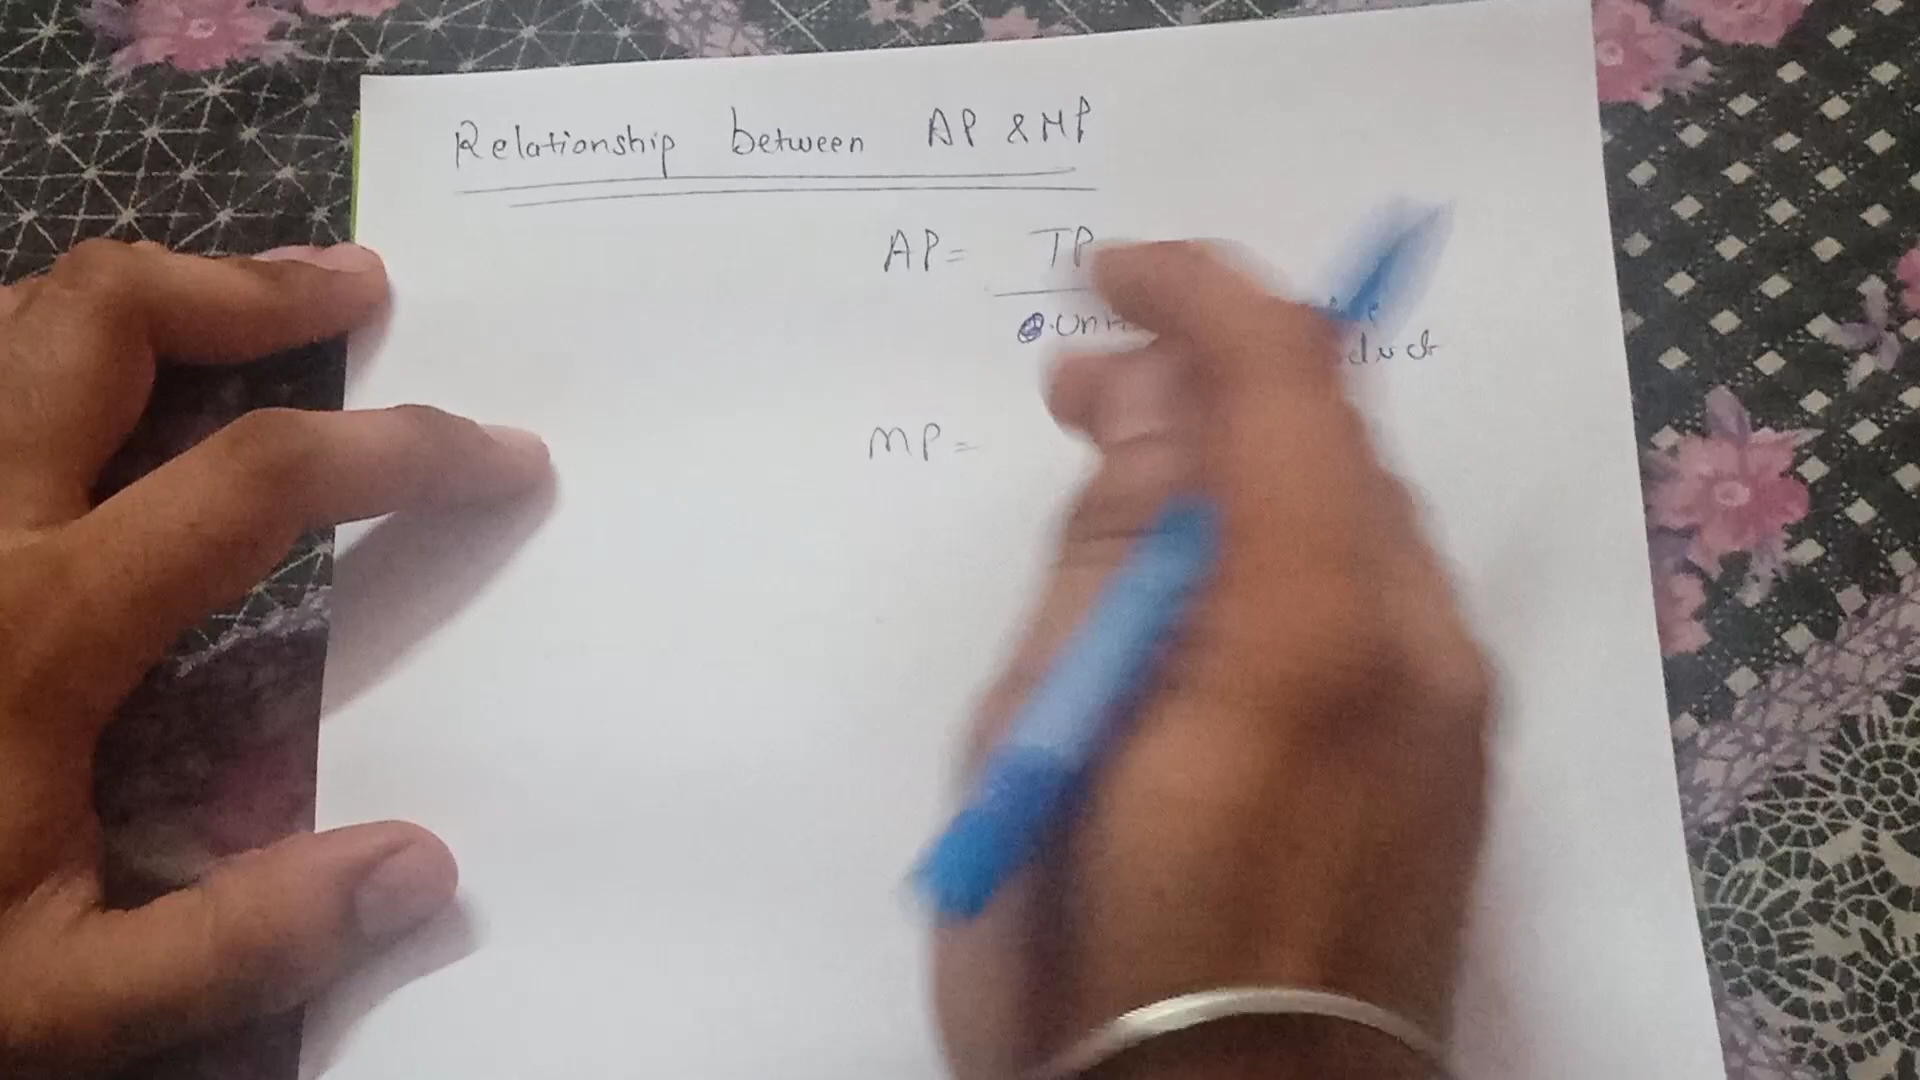 Relationship between AP & MP
AP = TP
MP =